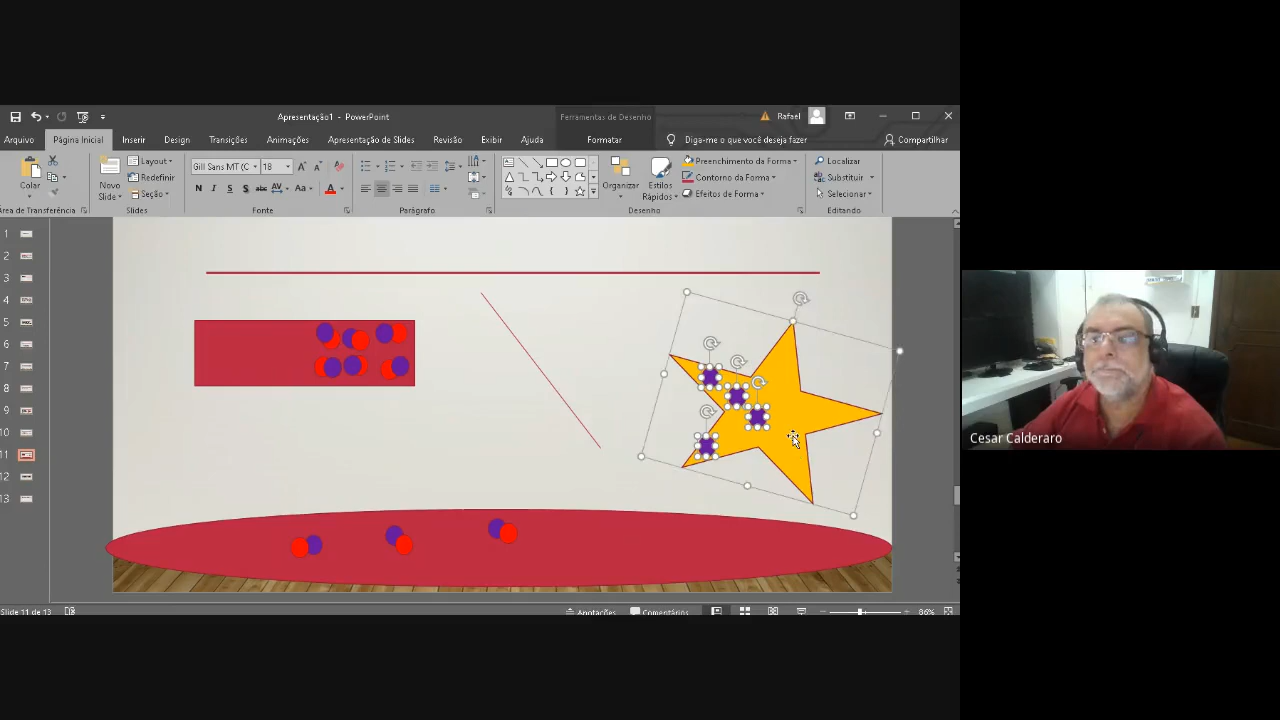 Apresentação1 - PowerPoint
Ferramentas de Desenho
Rafael
Arquivo
Página Inicial
Inserir
Design
Transições
Animações
Apresentação de Slides
Revisão
Exibir
Ajuda
Formatar
Diga-me o que você deseja fazer
Compartilhar
Colar
Novo
Slide
Layout
Redefinir
Seção
Gill Sans MT (C
18
N I S S abc AV Aa A
Organizar
Estilos
Rápidos
Preenchimento da Forma
Contorno da Forma
Efeitos de Forma
Localizar
Substituir
Selecionar
Área de Transferência
Slides
Fonte
Parágrafo
Desenho
Editando
1
2
3
4
5
6
7
8
9
10
11
12
13
Cesar Calderaro
Slide 11 de 13
Anotações
Comentários
86%